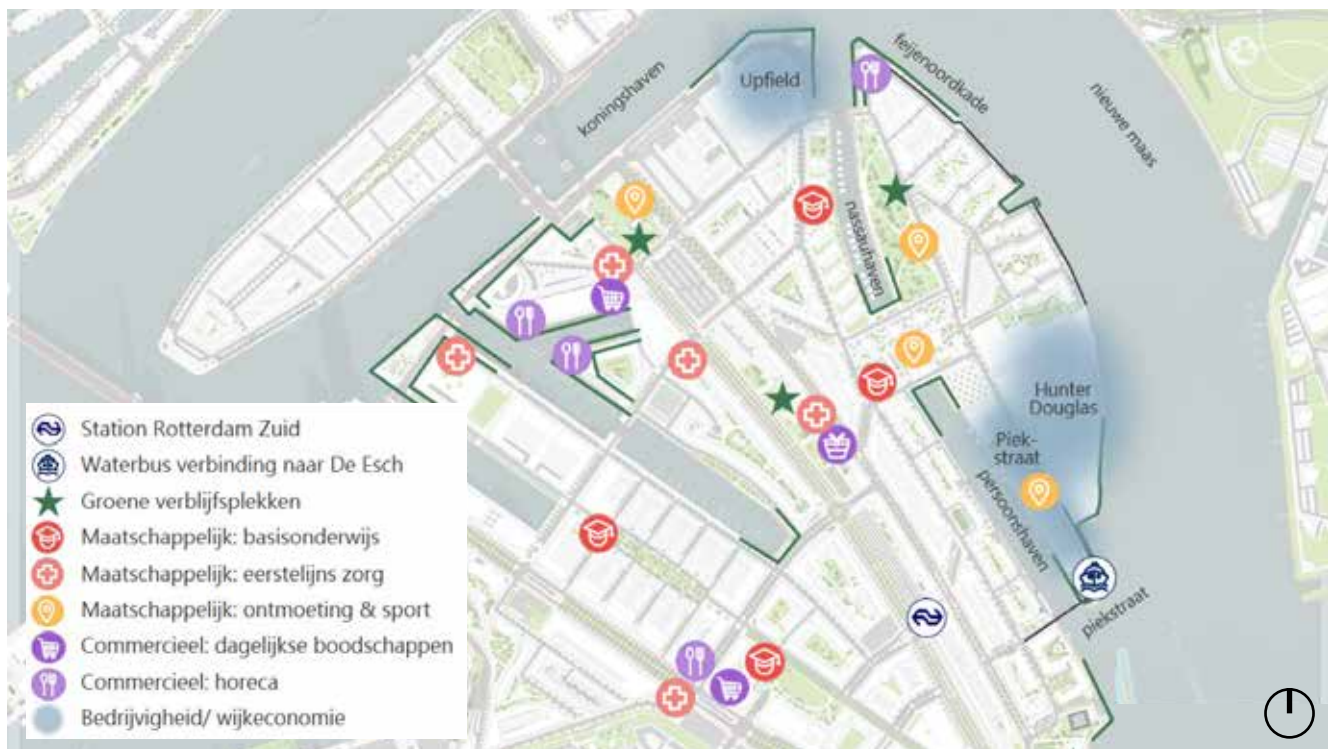 Upfield
koningshaven
feijenoordkade
nieuwe maas
nassauhaven
Hunter
Douglas
Piek-
straat
persoonshaven
piekstraat
Station Rotterdam Zuid
Waterbus verbinding naar De Esch
Groene verblijfsplekken
Maatschappelijk: basisonderwijs
Maatschappelijk: eerstelijns zorg
Maatschappelijk: ontmoeting & sport
Commercieel: dagelijkse boodschappen
Commercieel: horeca
Bedrijvigheid/ wijkeconomie